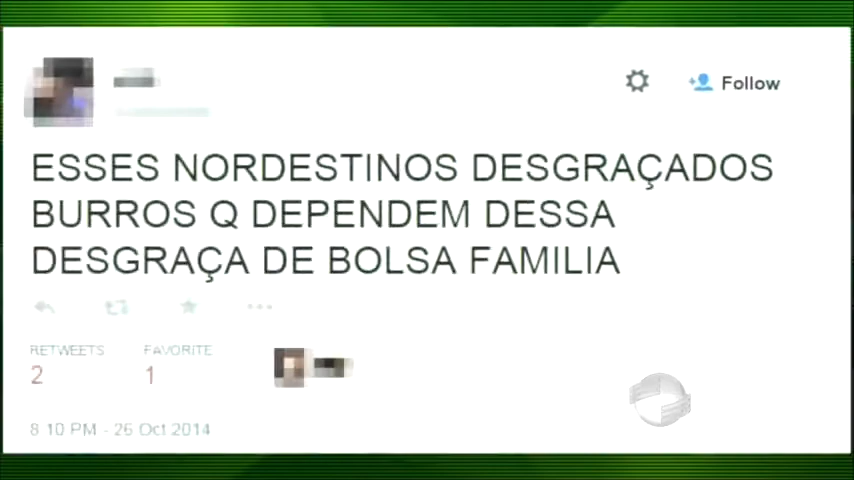 Follow
ESSES NORDESTINOS DESGRAÇADOS
BURROS Q DEPENDEM DESSA
DESGRAÇA DE BOLSA FAMILIA
RETWEETS FAVORITE
2 1
8 10 PM - 26 Oct 2014